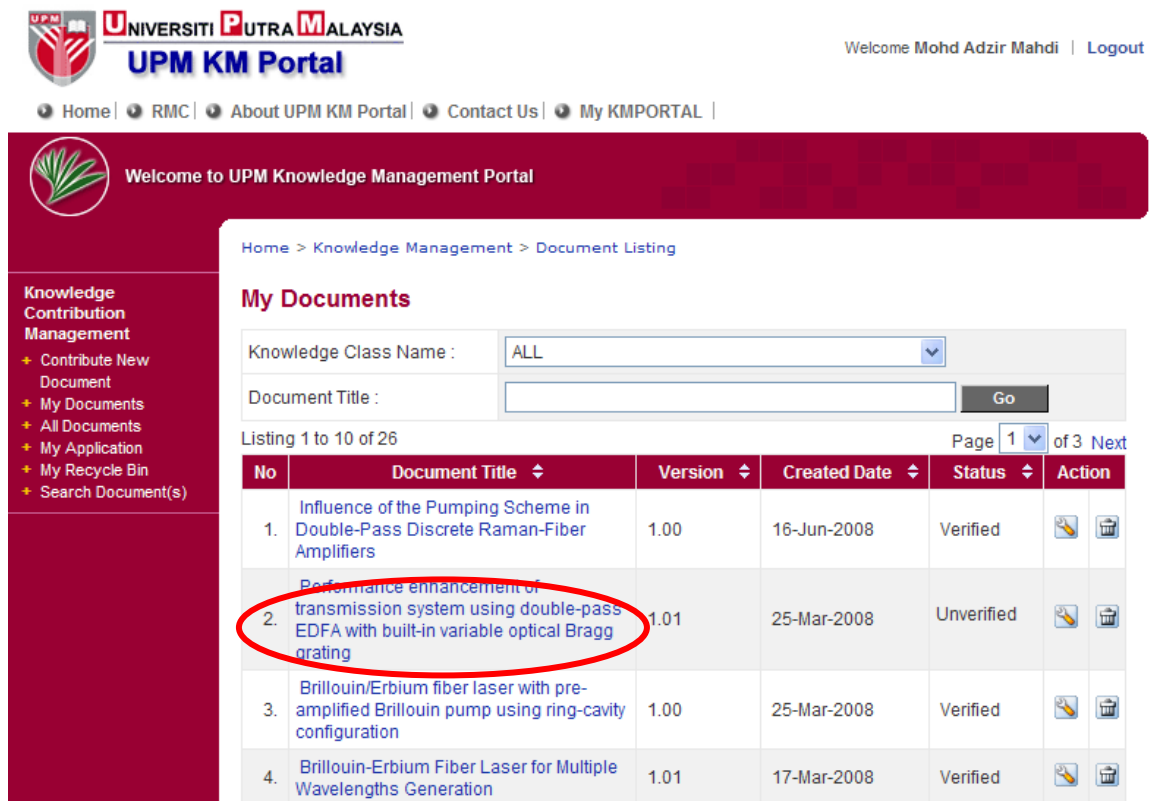 UPM
UNIVERSITI PUTRA MALAYSIA
UPM KM Portal
Welcome Mohd Adzir Mahdi | Logout
Home | RMC | About UPM KM Portal | Contact Us | My KMPORTAL |
Welcome to UPM Knowledge Management Portal
Home > Knowledge Management > Document Listing
Knowledge
Contribution
Management
+ Contribute New
Document
+ My Documents
+ All Documents
+ My Application
+ My Recycle Bin
+ Search Document(s)
My Documents
Knowledge Class Name : ALL
Document Title : Go
Listing 1 to 10 of 26 Page 1 of 3 Next
No Document Title Version Created Date Status Action
Influence of the Pumping Scheme in
1. Double-Pass Discrete Raman-Fiber 1.00 16-Jun-2008 Verified
Amplifiers
Performance enhancement of
transmission system using double-pass
2. EDFA with built-in variable optical Bragg 1.01 25-Mar-2008 Unverified
grating
Brillouin/Erbium fiber laser with pre-
3. amplified Brillouin pump using ring-cavity 1.00 25-Mar-2008 Verified
configuration
Brillouin-Erbium Fiber Laser for Multiple
4. Wavelengths Generation 1.01 17-Mar-2008 Verified